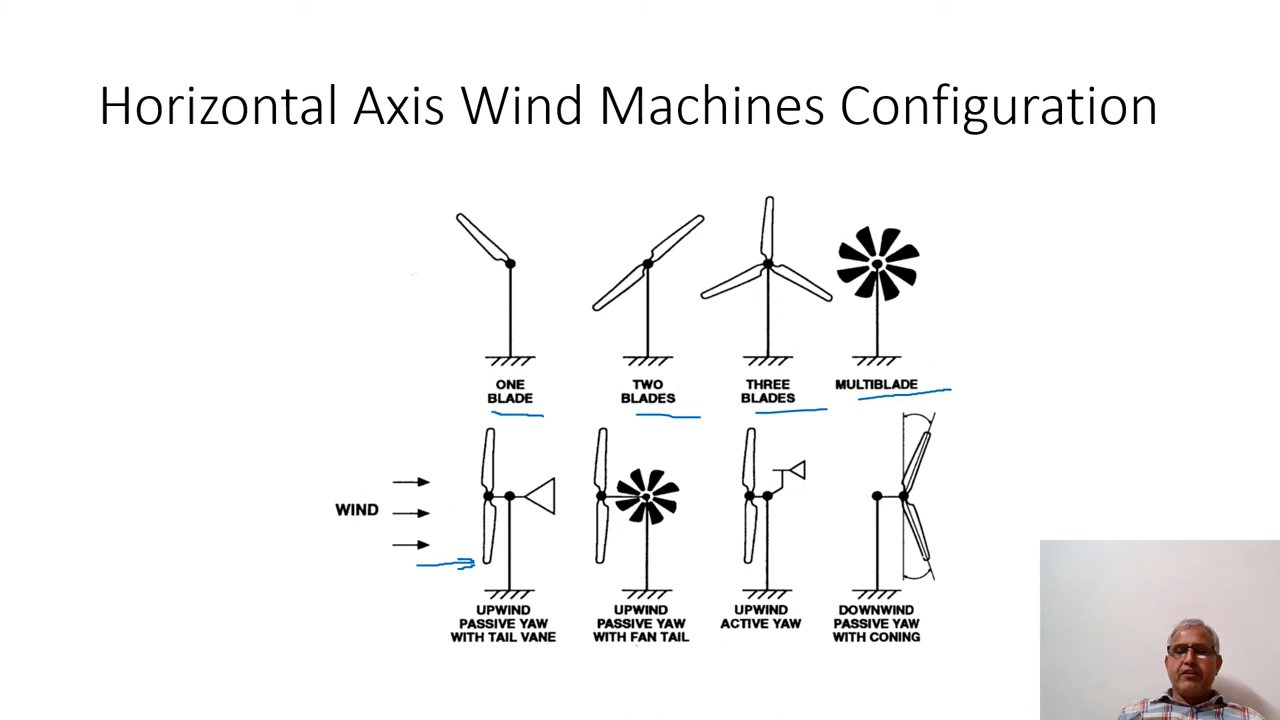 Horizontal Axis Wind Machines Configuration
ONE
BLADE
TWO
BLADES
THREE
BLADES
MULTIBLADE
WIND
UPWIND
PASSIVE YAW
WITH TAIL VANE
UPWIND
PASSIVE YAW
WITH FAN TAIL
UPWIND
ACTIVE YAW
DOWNWIND
PASSIVE YAW
WITH CONING